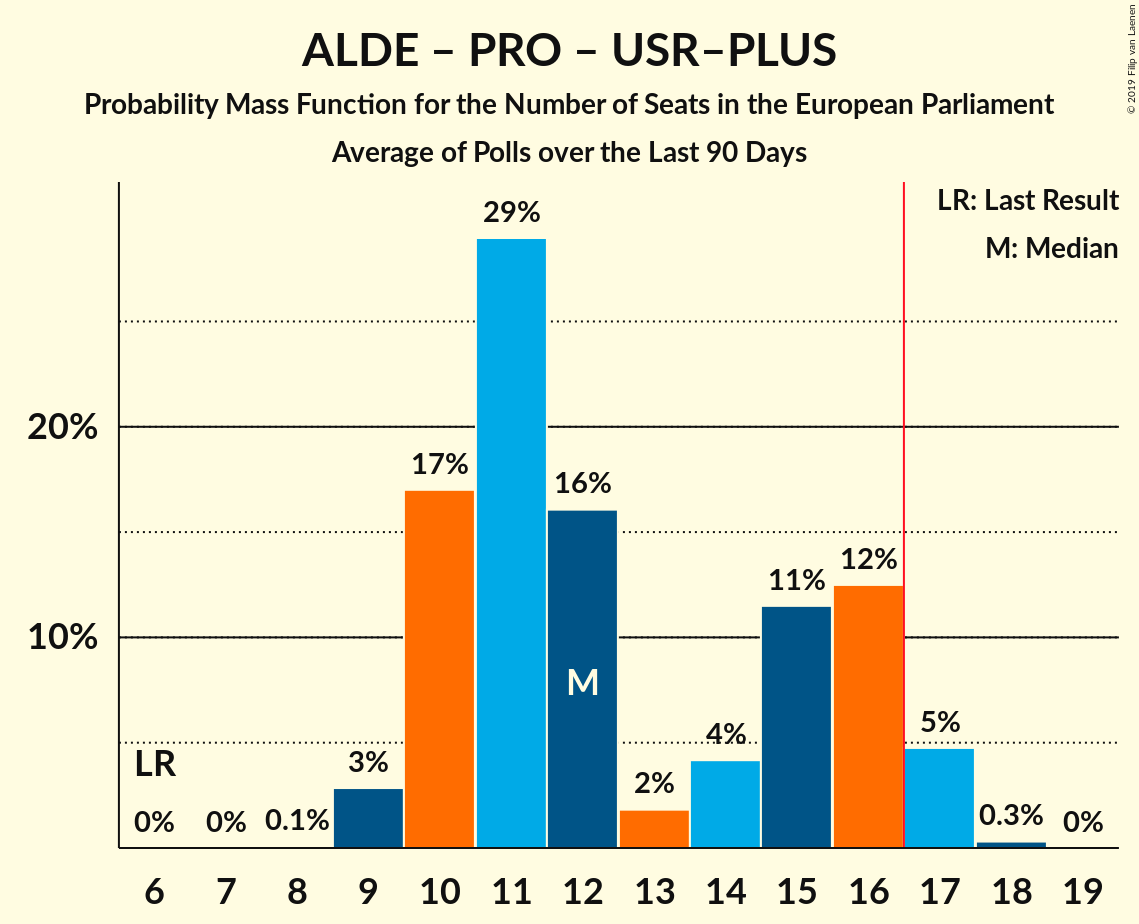 ALDE – PRO – USR–PLUS
Probability Mass Function for the Number of Seats in the European Parliament
Average of Polls over the Last 90 Days
© 2019 Filip van Laenen
LR: Last Result
M: Median
29%
20%
17%
16%
12%
11%
10%
M
5%
4%
LR
3%
2%
0%
0%
0.1%
0.3%
0%
6 7 8 9 10 11 12 13 14 15 16 17 18 19